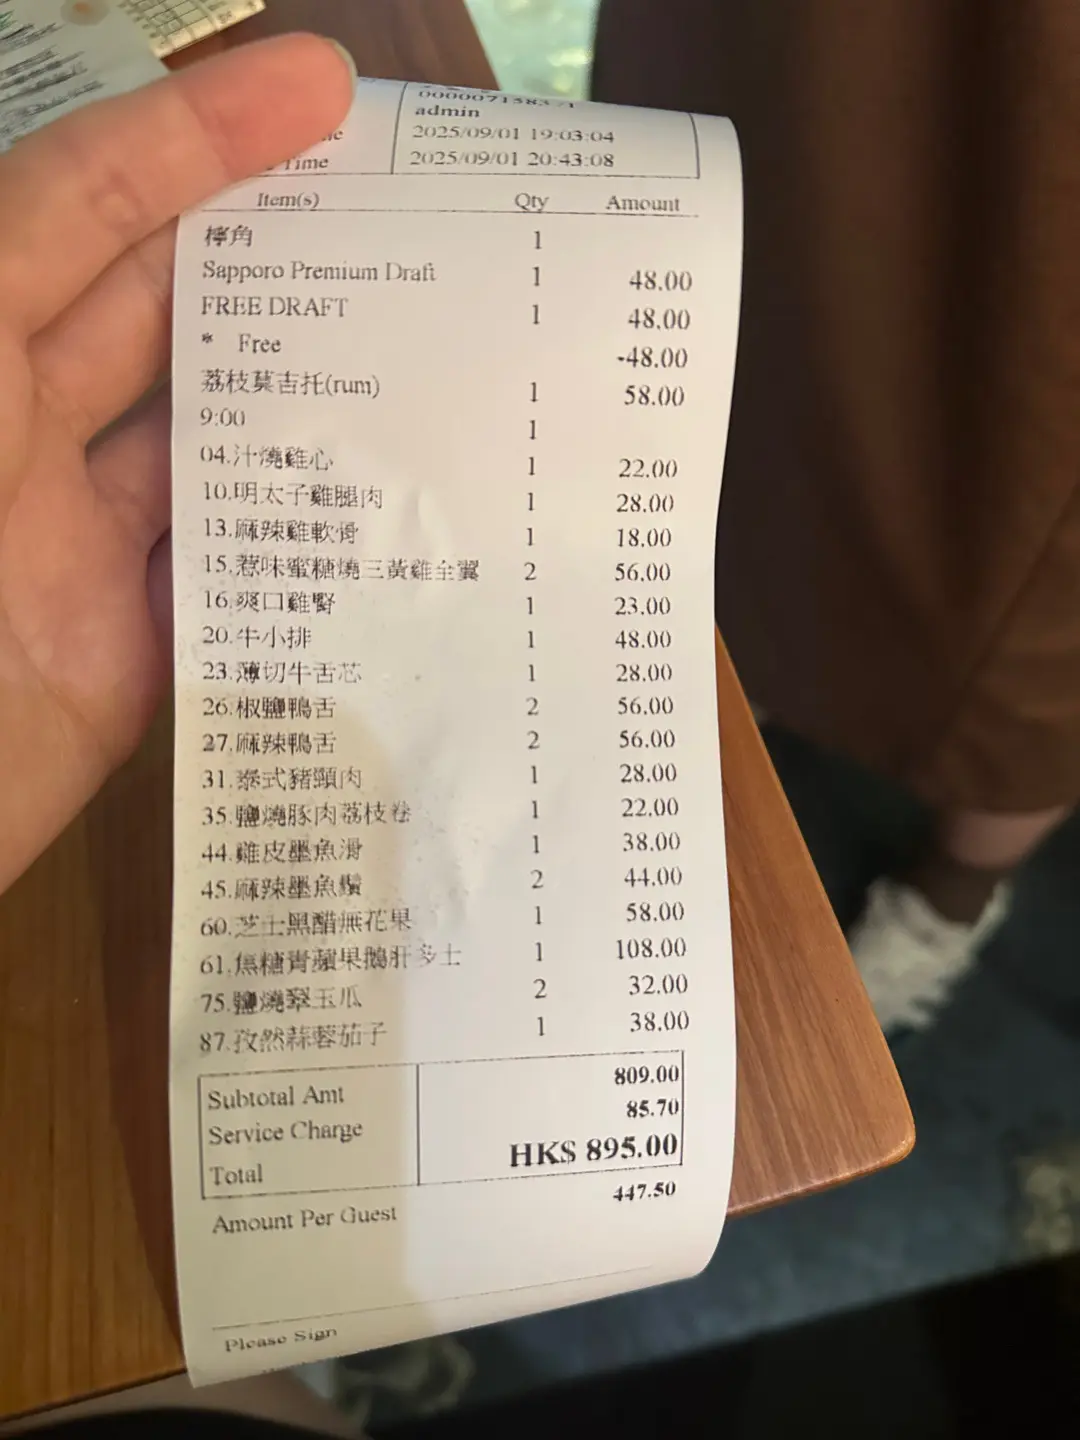 0000071583
admin
2025/09/01 19:03:04
Time 2025/09/01 20:43:08
Item(s) Qty Amount
檸角 1
Sapporo Premium Draft 1 48.00
FREE DRAFT 1 48.00
* Free -48.00
荔枝莫吉托(rum) 1 58.00
9:00 1
04.汁燒雞心 1 22.00
10.明太子雞腿肉 1 28.00
13.麻辣雞軟骨 1 18.00
15.惹味蜜糖燒三黃雞全翼 2 56.00
16.爽口雞腎 1 23.00
20.牛小排 1 48.00
23.薄切牛舌芯 1 28.00
26.椒鹽鴨舌 2 56.00
27.麻辣鴨舌 2 56.00
31.泰式豬頸肉 1 28.00
35.鹽燒豚肉荔枝卷 1 22.00
44.雞皮墨魚滑 1 38.00
45.麻辣墨魚鬚 2 44.00
60.芝士黑醋無花果 1 58.00
61.焦糖青蘋果鵝肝多士 1 108.00
75.鹽燒翠玉瓜 2 32.00
87.孜然蒜蓉茄子 1 38.00
Subtotal Amt 809.00
Service Charge 85.70
Total HK$ 895.00
Amount Per Guest 447.50
Please Sign